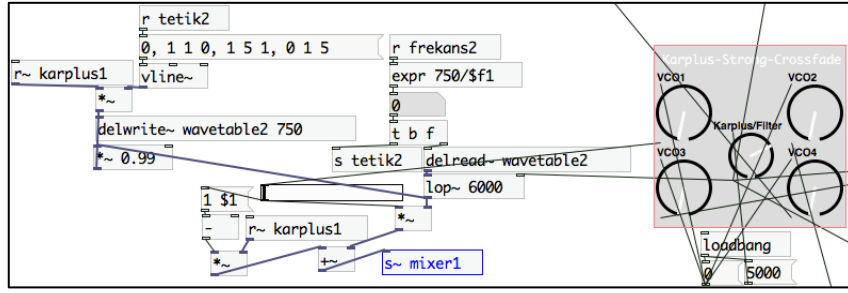 r tetik2
0, 1 1 0, 1 5 1, 0 1 5
r~ karplus1
vline~
*~
delwrite~ wavetable2 750
*~ 0.99
r frekans2
expr 750/$f1
0
t b f
s tetik2
delread~ wavetable2
lop~ 6000
1 $1
-
r~ karplus1
*~
*~
+~
s~ mixer1
Karplus-Strong-Crossfade
VCO1
VCO2
Karplus/Filter
VCO3
VCO4
loadbang
0
5000